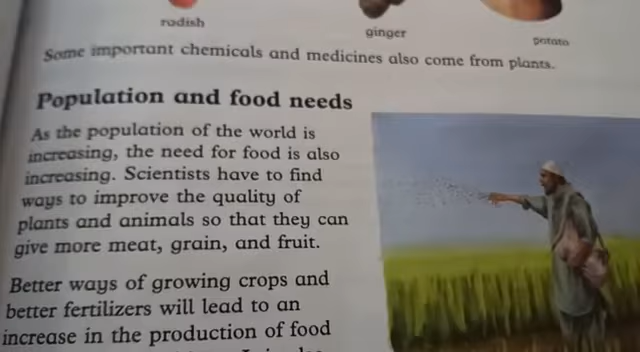 radish
ginger
potato
Some important chemicals and medicines also come from plants.
Population and food needs
As the population of the world is
increasing, the need for food is also
increasing. Scientists have to find
ways to improve the quality of
plants and animals so that they can
give more meat, grain, and fruit.
Better ways of growing crops and
better fertilizers will lead to an
increase in the production of food